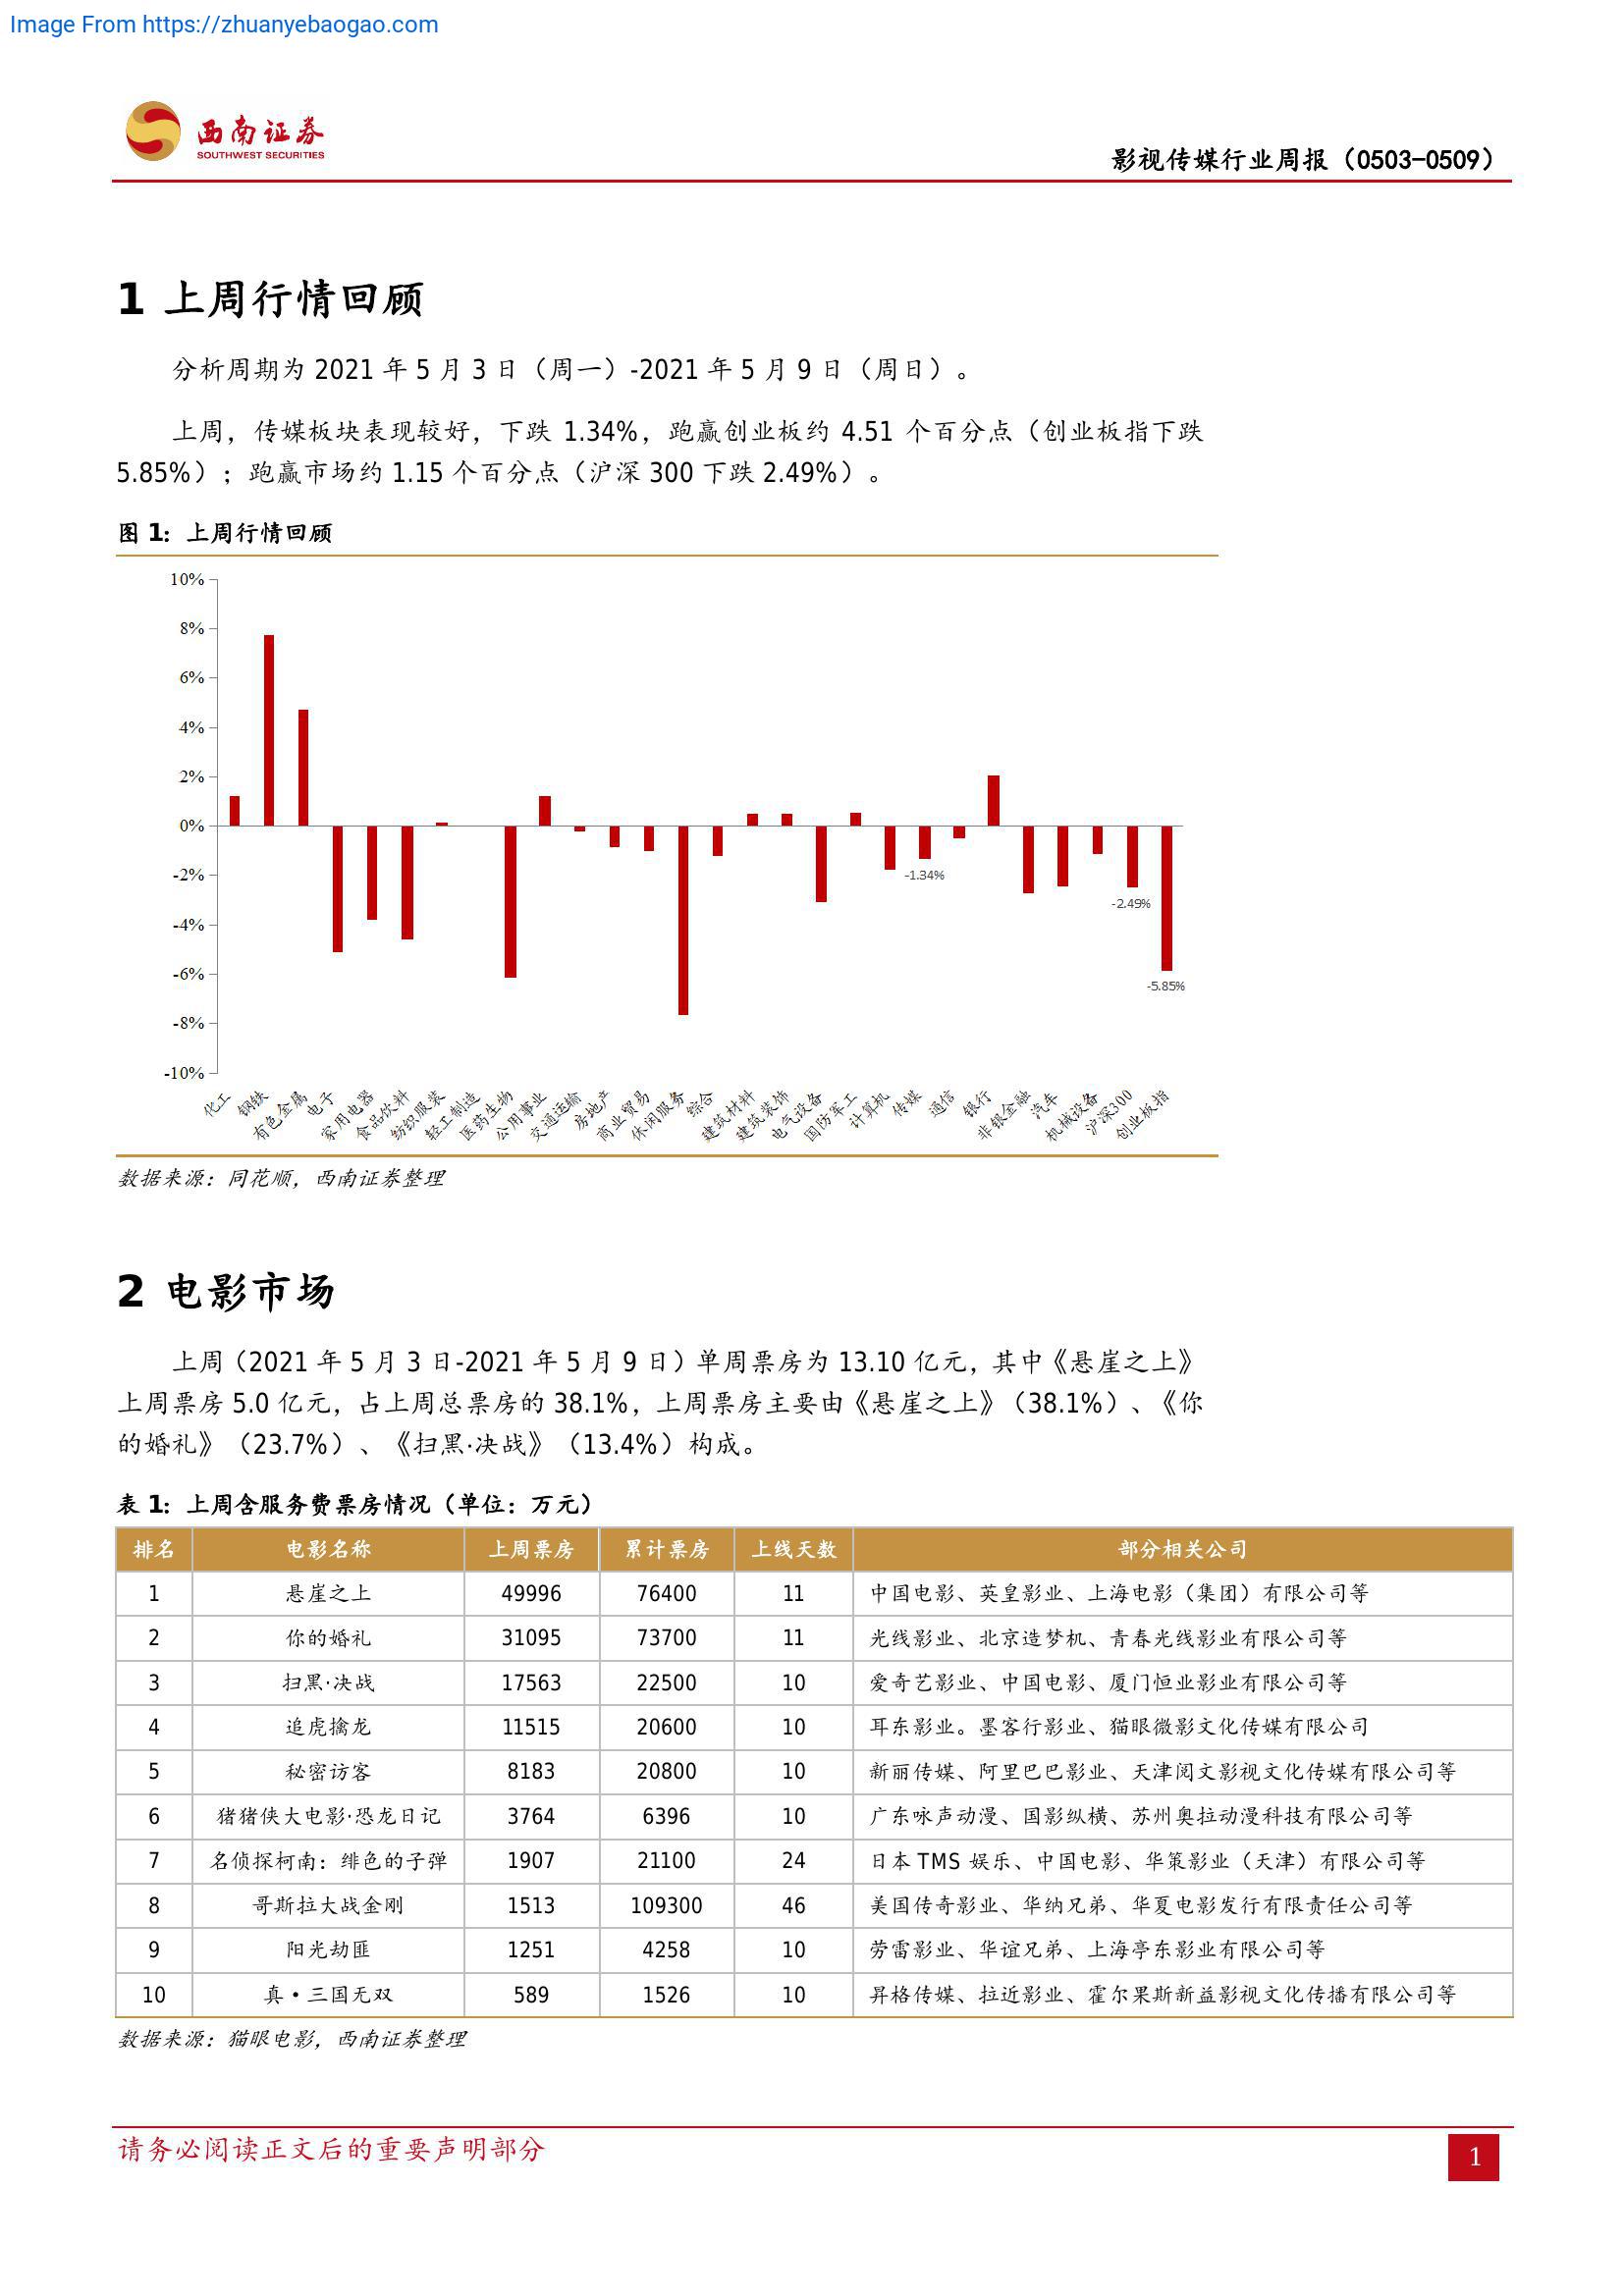 Image From https://zhuanyebaogao.com
西南证券
SOUTHWEST SECURITIES
影视传媒行业周报（0503-0509）
1 上周行情回顾
分析周期为 2021 年 5 月 3 日（周一）-2021 年 5 月 9 日（周日）。
上周，传媒板块表现较好，下跌 1.34%，跑赢创业板约 4.51 个百分点（创业板指下跌
5.85%）；跑赢市场约 1.15 个百分点（沪深 300 下跌 2.49%）。
图 1：上周行情回顾
10%
8%
6%
4%
2%
0%
-2%
-4%
-6%
-8%
-10%
-1.34%
-2.49%
-5.85%
化工
钢铁
有色金属
电子
家用电器
食品饮料
纺织服装
轻工制造
医药生物
公用事业
交通运输
房地产
商业贸易
休闲服务
综合
建筑材料
建筑装饰
电气设备
国防军工
计算机
传媒
通信
银行
非银金融
汽车
机械设备
沪深300
创业板指
数据来源：同花顺，西南证券整理
2 电影市场
上周（2021 年 5 月 3 日-2021 年 5 月 9 日）单周票房为 13.10 亿元，其中《悬崖之上》
上周票房 5.0 亿元，占上周总票房的 38.1%，上周票房主要由《悬崖之上》（38.1%）、《你
的婚礼》（23.7%）、《扫黑·决战》（13.4%）构成。
表 1：上周含服务费票房情况（单位：万元）
排名 电影名称 上周票房 累计票房 上线天数 部分相关公司
1 悬崖之上 49996 76400 11 中国电影、英皇影业、上海电影（集团）有限公司等
2 你的婚礼 31095 73700 11 光线影业、北京造梦机、青春光线影业有限公司等
3 扫黑·决战 17563 22500 10 爱奇艺影业、中国电影、厦门恒业影业有限公司等
4 追虎擒龙 11515 20600 10 耳东影业。墨客行影业、猫眼微影文化传媒有限公司
5 秘密访客 8183 20800 10 新丽传媒、阿里巴巴影业、天津阅文影视文化传媒有限公司等
6 猪猪侠大电影·恐龙日记 3764 6396 10 广东咏声动漫、国影纵横、苏州奥拉动漫科技有限公司等
7 名侦探柯南：绯色的子弹 1907 21100 24 日本 TMS 娱乐、中国电影、华策影业（天津）有限公司等
8 哥斯拉大战金刚 1513 109300 46 美国传奇影业、华纳兄弟、华夏电影发行有限责任公司等
9 阳光劫匪 1251 4258 10 劳雷影业、华谊兄弟、上海亭东影业有限公司等
10 真·三国无双 589 1526 10 昇格传媒、拉近影业、霍尔果斯新益影视文化传播有限公司等
数据来源：猫眼电影，西南证券整理
请务必阅读正文后的重要声明部分
1